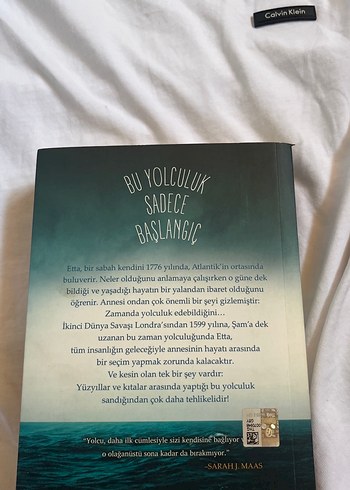 Calvin Klein
BU YOLCULUK
SADECE
BAŞLANGIÇ
Etta, bir sabah kendini 1776 yılında, Atlantik'in ortasında
buluverir. Neler olduğunu anlamaya çalışırken o güne dek
bildiği ve yaşadığı hayatın bir yalandan ibaret olduğunu
öğrenir. Annesi ondan çok önemli bir şeyi gizlemiştir:
Zamanda yolculuk edebildiğini...
İkinci Dünya Savaşı Londra'sından 1599 yılına, Şam'a dek
uzanan bu zaman yolculuğunda Etta,
tüm insanlığın geleceğiyle annesinin hayatı arasında
bir seçim yapmak zorunda kalacaktır.
Ve kesin olan tek bir şey vardır:
Yüzyıllar ve kıtalar arasında yaptığı bu yolculuk
sandığından çok daha tehlikelidir!
"Yolcu, daha ilk cümlesiyle sizi kendisine bağlıyor
o olağanüstü sona kadar da bırakmıyor."
–SARAH J. MAAS